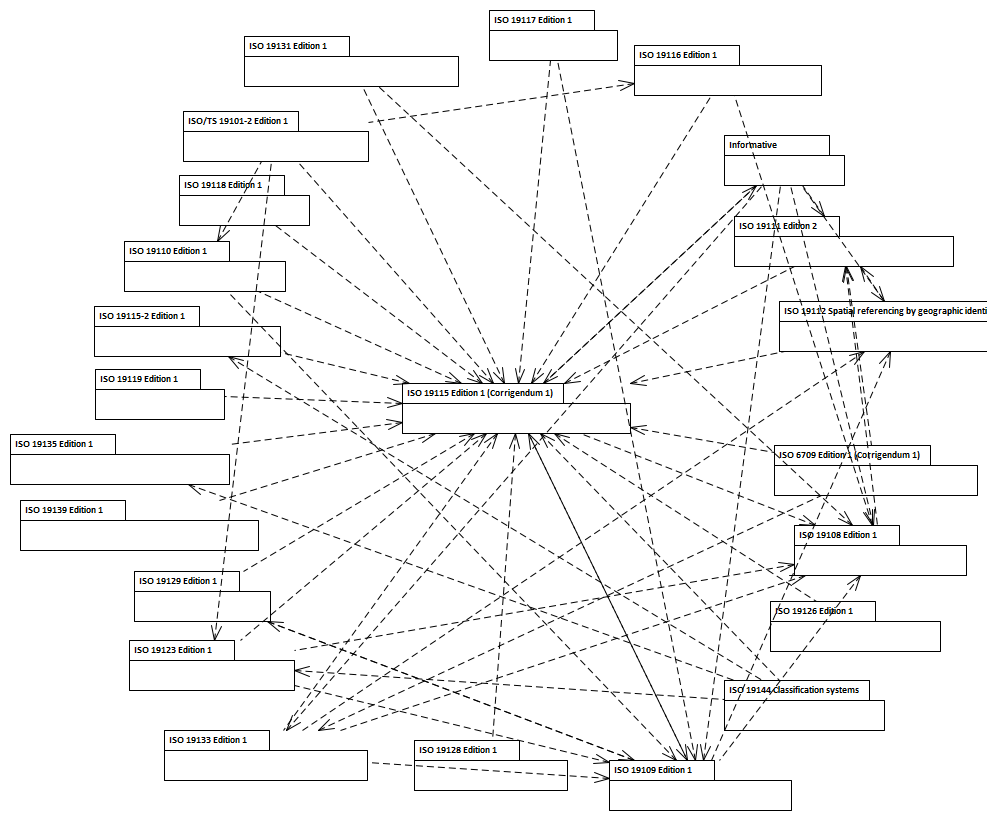 ISO 19117 Edition 1
ISO 19131 Edition 1
ISO 19116 Edition 1
ISO/TS 19101-2 Edition 1
Informative
ISO 19118 Edition 1
ISO 19111 Edition 2
ISO 19110 Edition 1
ISO 19112 Spatial referencing by geographic identi
ISO 19115-2 Edition 1
ISO 19119 Edition 1
ISO 19115 Edition 1 (Corrigendum 1)
ISO 19135 Edition 1
ISO 6709 Edition 1 (Corrigendum 1)
ISO 19139 Edition 1
ISO 19108 Edition 1
ISO 19129 Edition 1
ISO 19126 Edition 1
ISO 19123 Edition 1
ISO 19144 Classification systems
ISO 19133 Edition 1
ISO 19128 Edition 1
ISO 19109 Edition 1